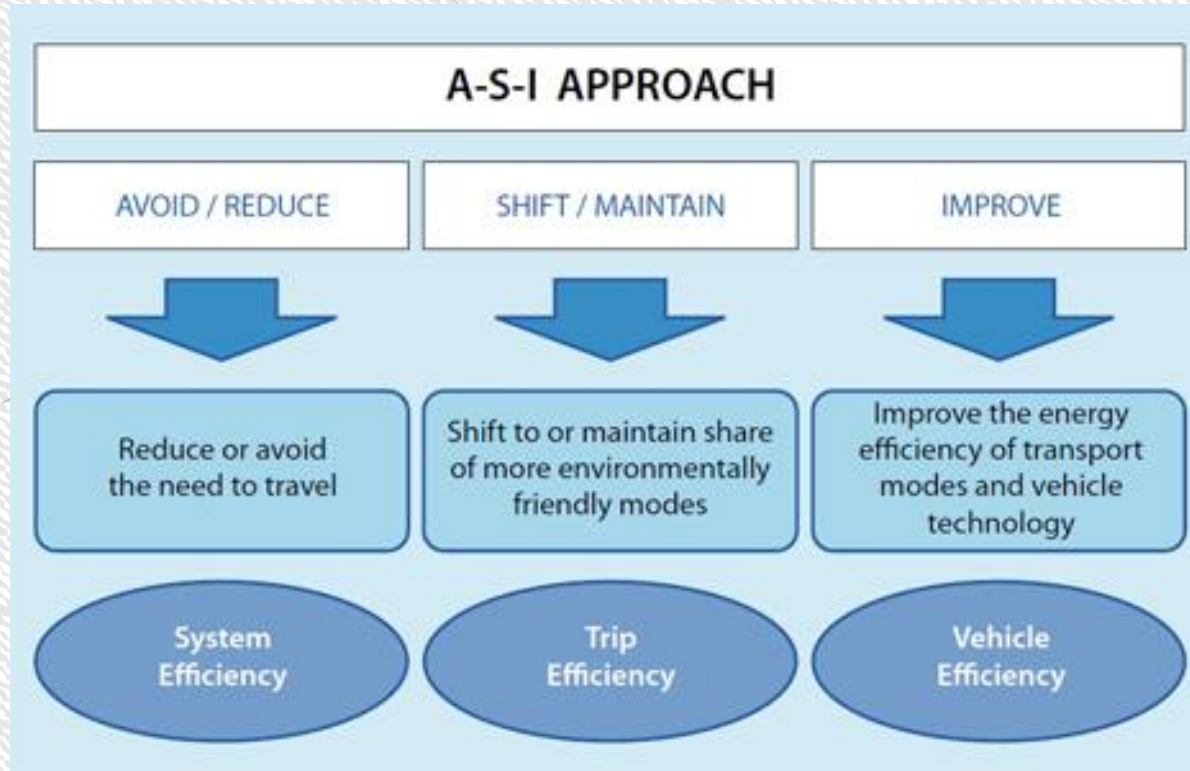 A-S-I APPROACH
AVOID / REDUCE
SHIFT / MAINTAIN
IMPROVE
Reduce or avoid
the need to travel
Shift to or maintain share
of more environmentally
friendly modes
Improve the energy
efficiency of transport
modes and vehicle
technology
System
Efficiency
Trip
Efficiency
Vehicle
Efficiency